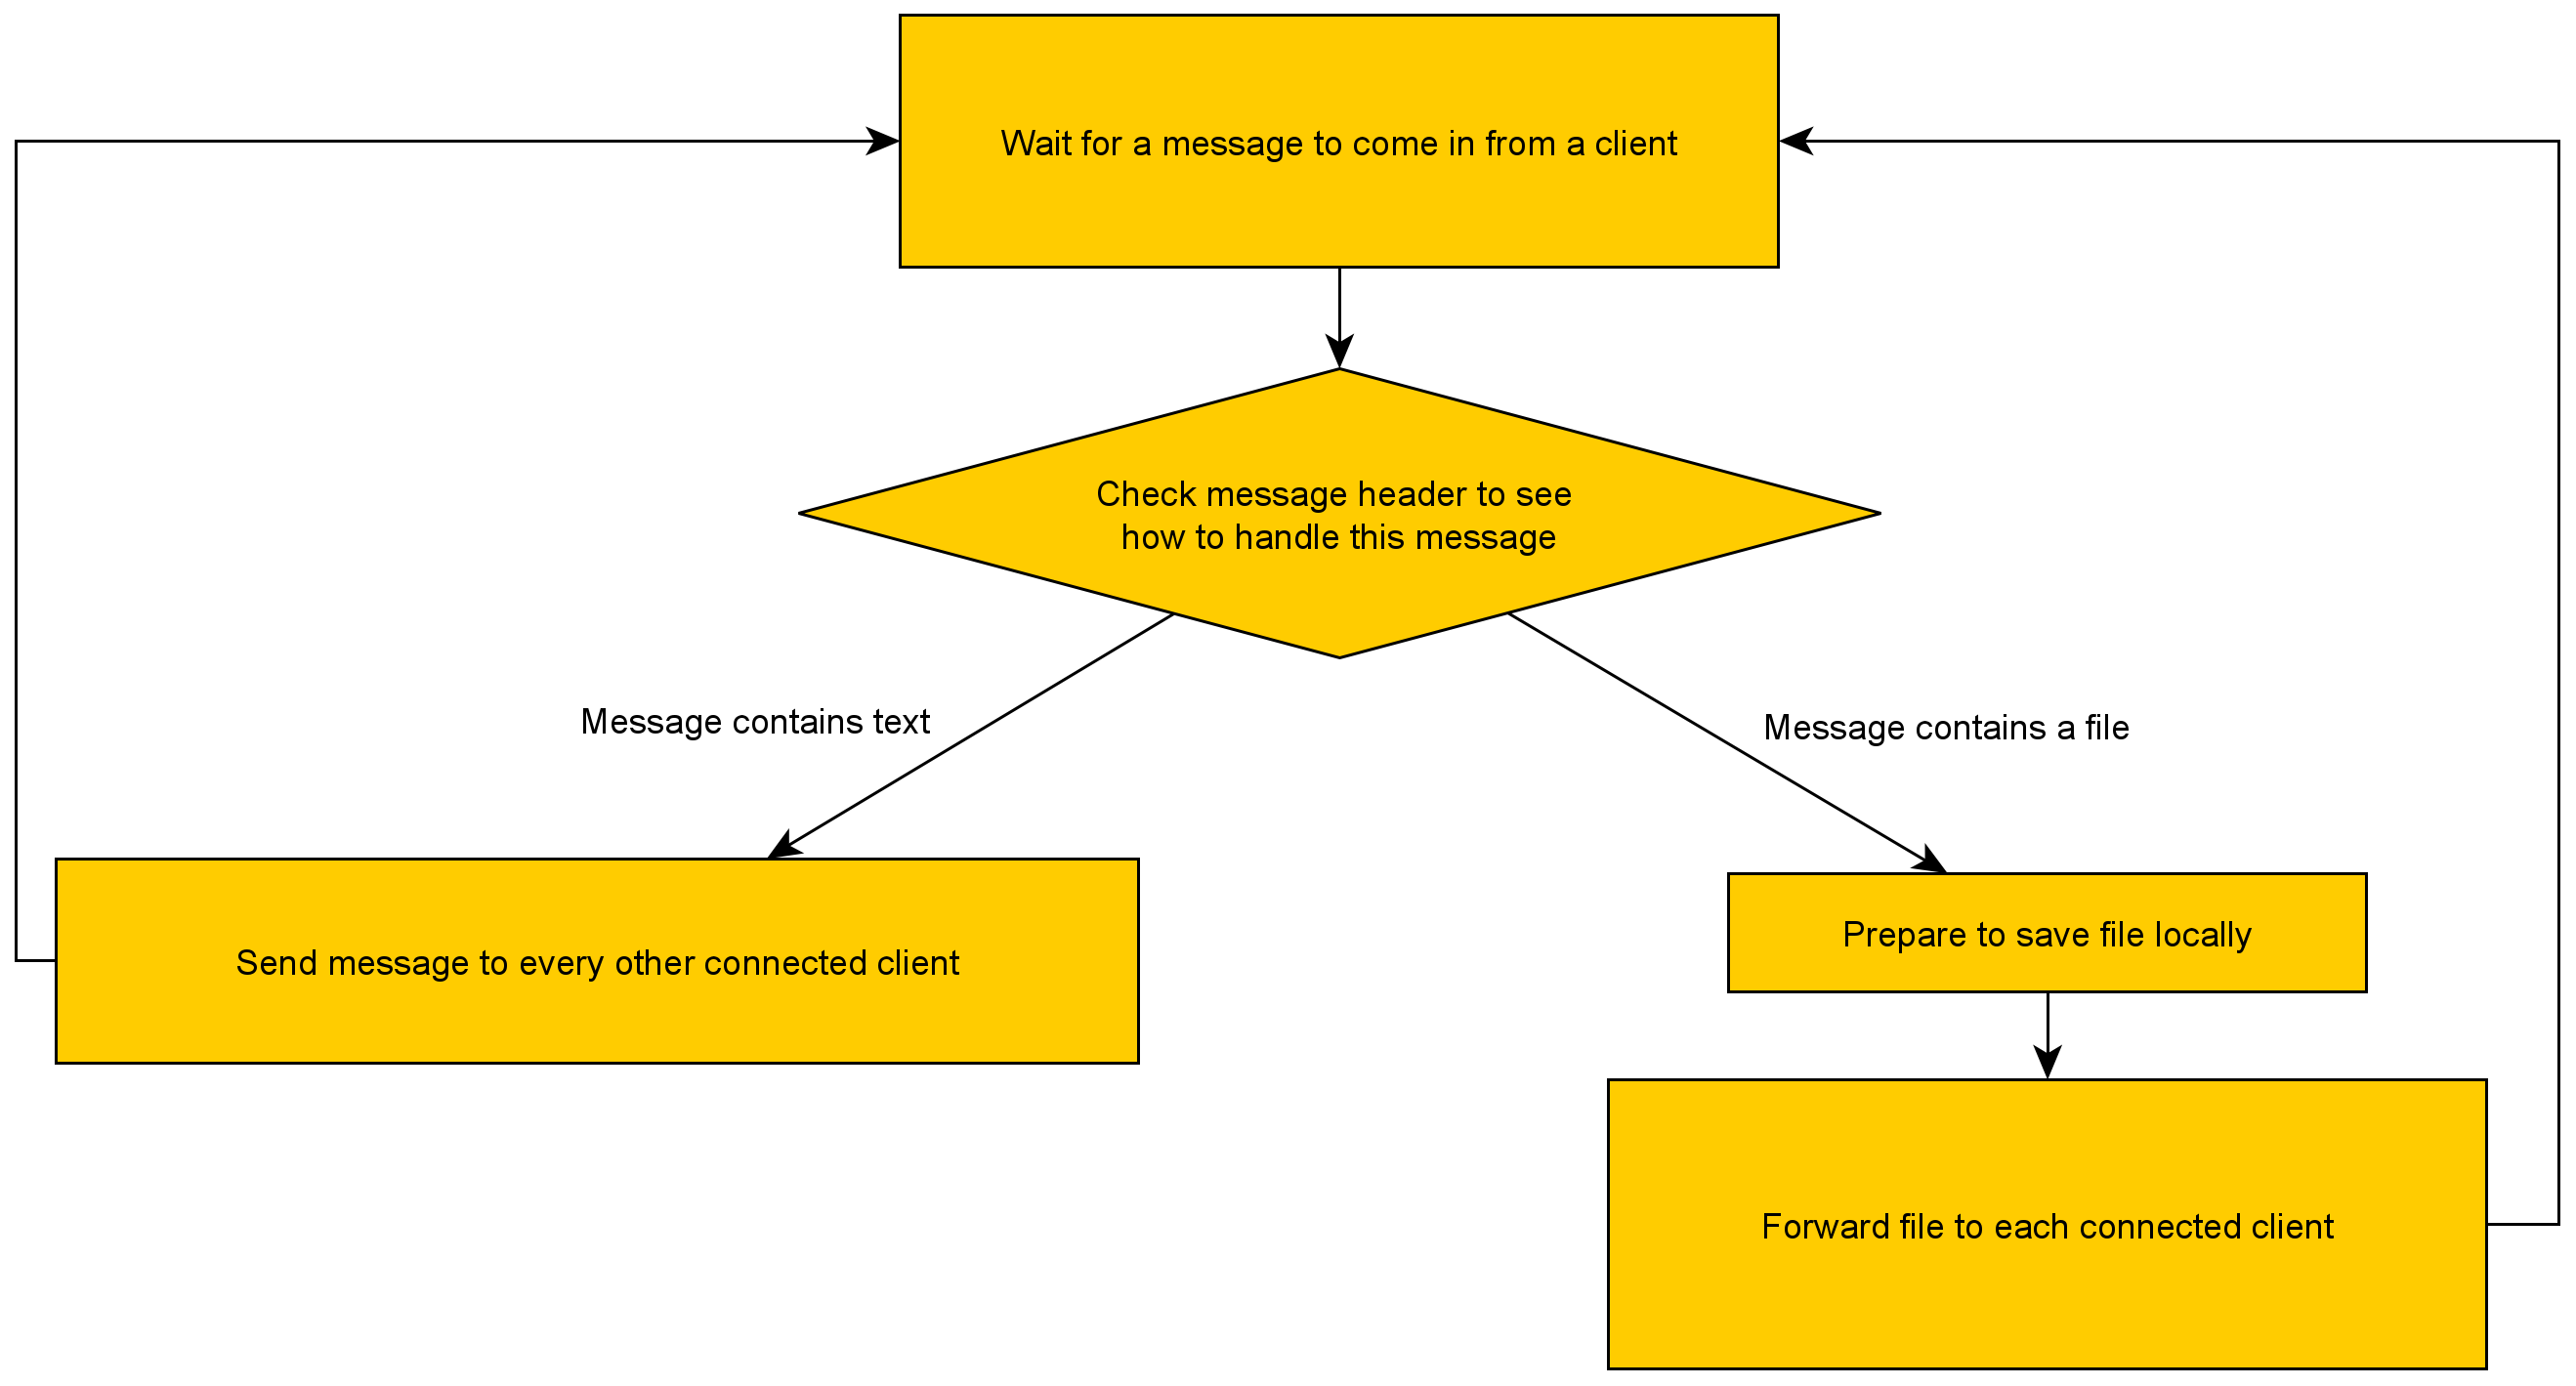 Wait for a message to come in from a client
Check message header to see
how to handle this message
Message contains text
Message contains a file
Prepare to save file locally
Send message to every other connected client
Forward file to each connected client